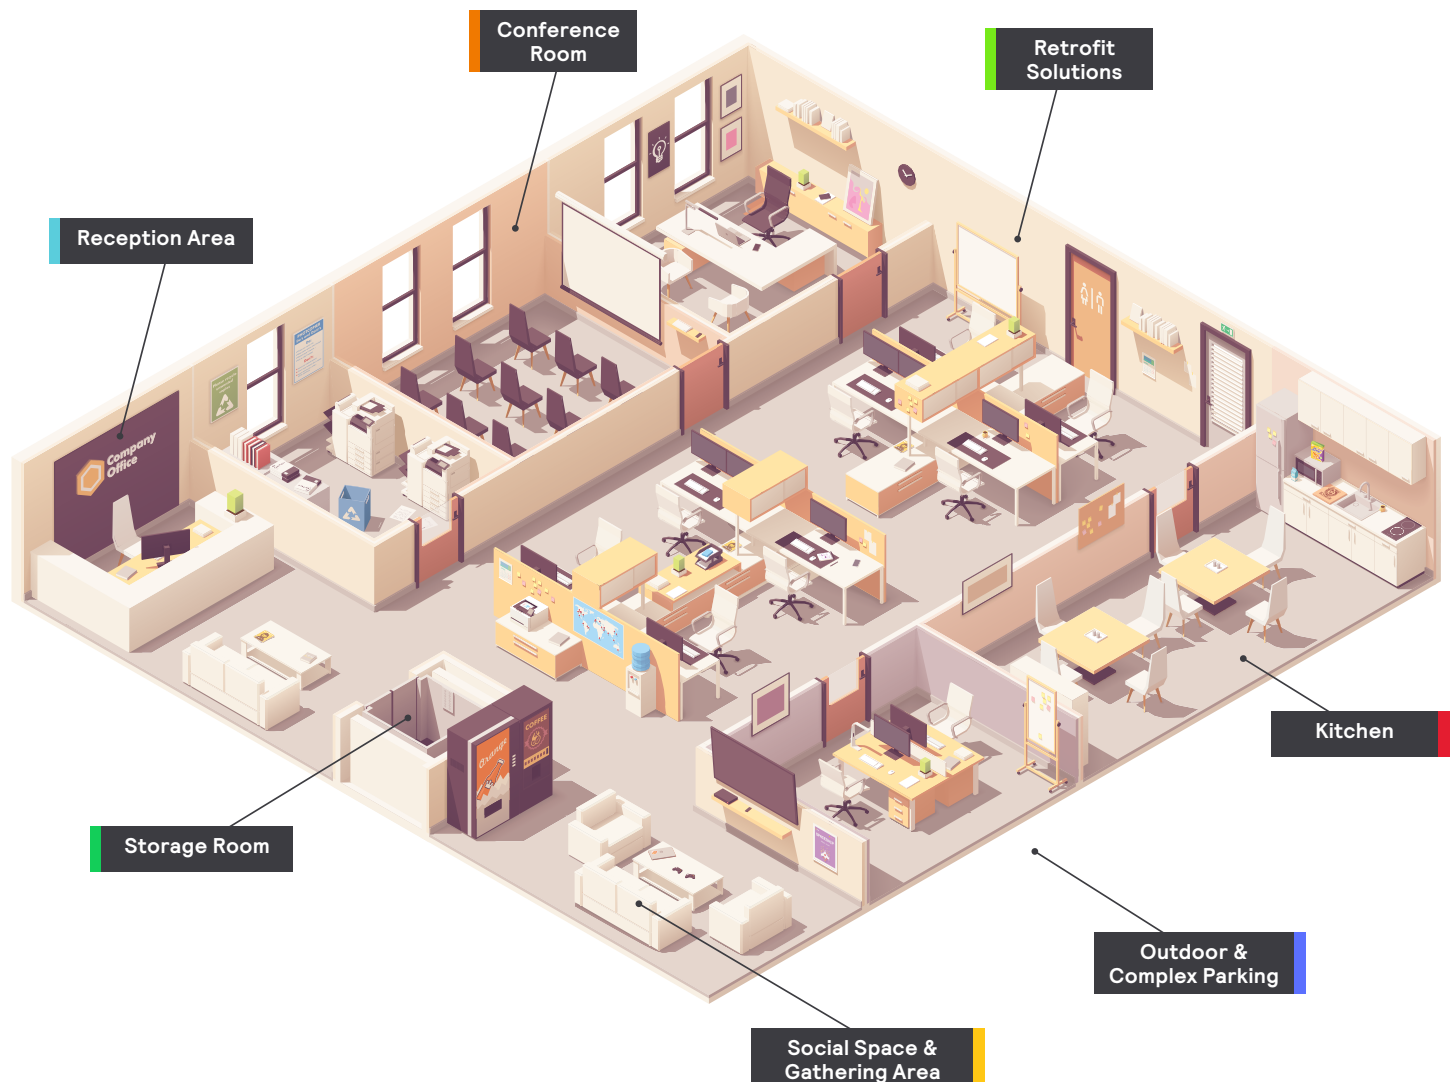 Conference
Room
Retrofit
Solutions
Reception Area
Company
Office
Orange
COFFEE
Kitchen
Storage Room
Outdoor &
Complex Parking
Social Space &
Gathering Area